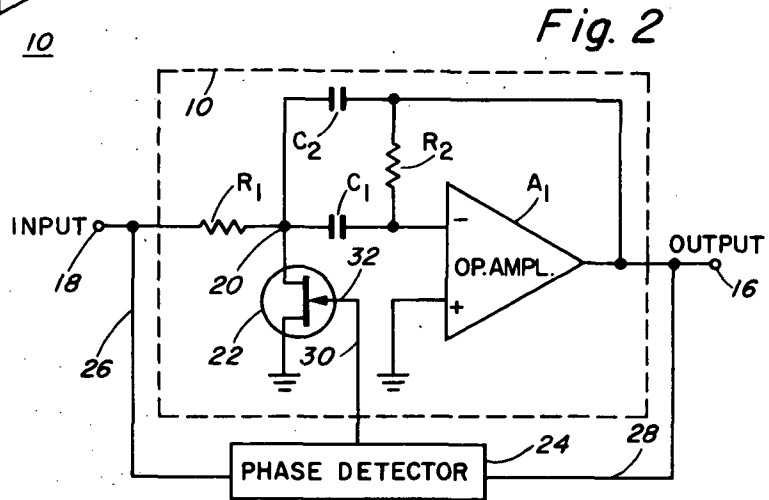 Fig. 2
10
10
C2
R2
R1
C1
A1
INPUT
−
OP. AMPL.
OUTPUT
18
20
32
+
16
22
30
26
24
28
PHASE DETECTOR